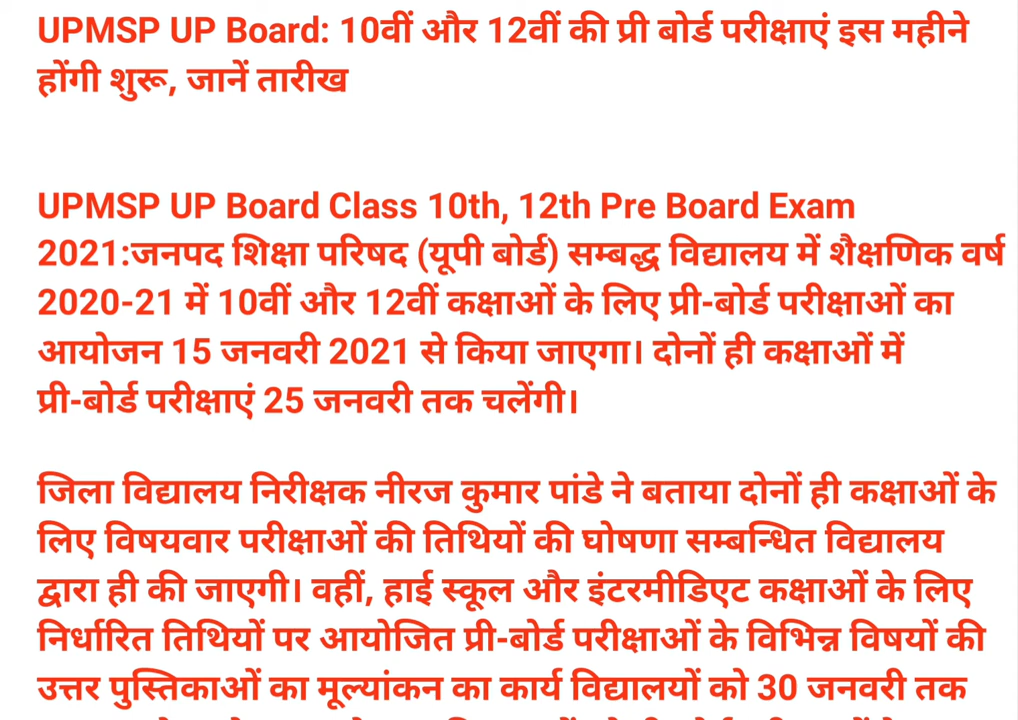 UPMSP UP Board: 10वीं और 12वीं की प्री बोर्ड परीक्षाएं इस महीने
होंगी शुरू, जानें तारीख
UPMSP UP Board Class 10th, 12th Pre Board Exam
2021:जनपद शिक्षा परिषद (यूपी बोर्ड) सम्बद्ध विद्यालय में शैक्षणिक वर्ष
2020-21 में 10वीं और 12वीं कक्षाओं के लिए प्री-बोर्ड परीक्षाओं का
आयोजन 15 जनवरी 2021 से किया जाएगा। दोनों ही कक्षाओं में
प्री-बोर्ड परीक्षाएं 25 जनवरी तक चलेंगी।
जिला विद्यालय निरीक्षक नीरज कुमार पांडे ने बताया दोनों ही कक्षाओं के
लिए विषयवार परीक्षाओं की तिथियों की घोषणा सम्बन्धित विद्यालय
द्वारा ही की जाएगी। वहीं, हाई स्कूल और इंटरमीडिएट कक्षाओं के लिए
निर्धारित तिथियों पर आयोजित प्री-बोर्ड परीक्षाओं के विभिन्न विषयों की
उत्तर पुस्तिकाओं का मूल्यांकन का कार्य विद्यालयों को 30 जनवरी तक